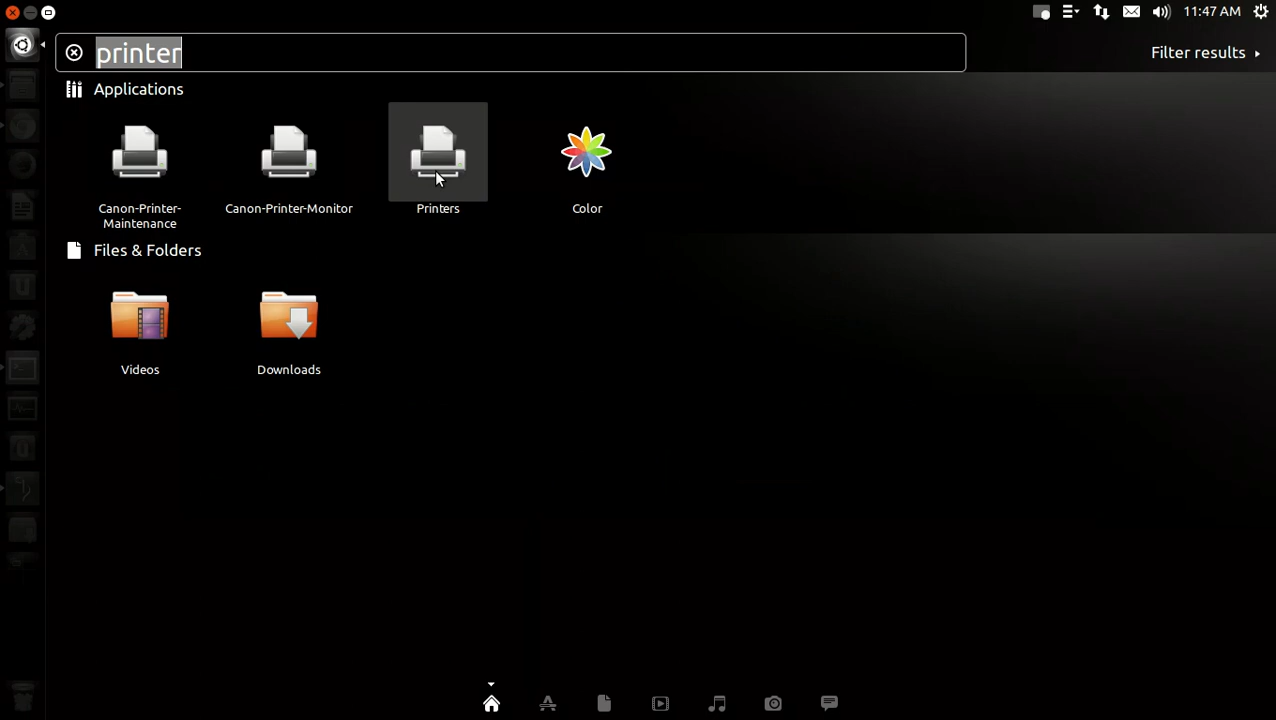 11:47 AM
printer
Filter results
Applications
Canon-Printer-
Maintenance
Canon-Printer-Monitor
Printers
Color
Files & Folders
Videos
Downloads